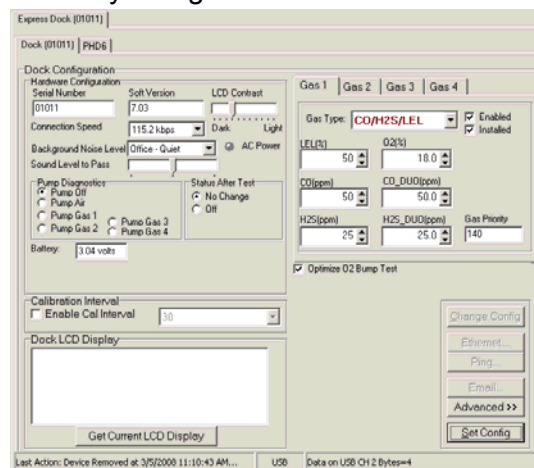 Express Dock (01011)
Dock (01011) PHD6
Dock Configuration
Hardware Configuration
Serial Number Soft Version LCD Contrast
01011 7.03
Dark Light
Connection Speed 115.2 kbps
Background Noise Level Office - Quiet AC Power
Sound Level to Pass
Pump Diagnostics
Pump Off
Pump Air
Pump Gas 1
Pump Gas 2
Pump Gas 3
Pump Gas 4
Status After Test
No Change
Off
Battery: 3.04 volts
Calibration Interval
Enable Cal Interval 30
Dock LCD Display
Get Current LCD Display
Gas 1 Gas 2 Gas 3 Gas 4
Gas Type: CO/H2S/LEL Enabled
Installed
LEL(%) O2(%)
50 18.0
CO(ppm) CO_DUO(ppm)
50 50.0
H2S(ppm) H2S_DUO(ppm) Gas Priority
25 25.0 140
Optimize O2 Bump Test
Change Config
Ethernet...
Ping...
Email...
Advanced >>
Set Config
Last Action: Device Removed at 3/5/2008 11:10:43 AM... USB Data on USB CH 2 Bytes=4